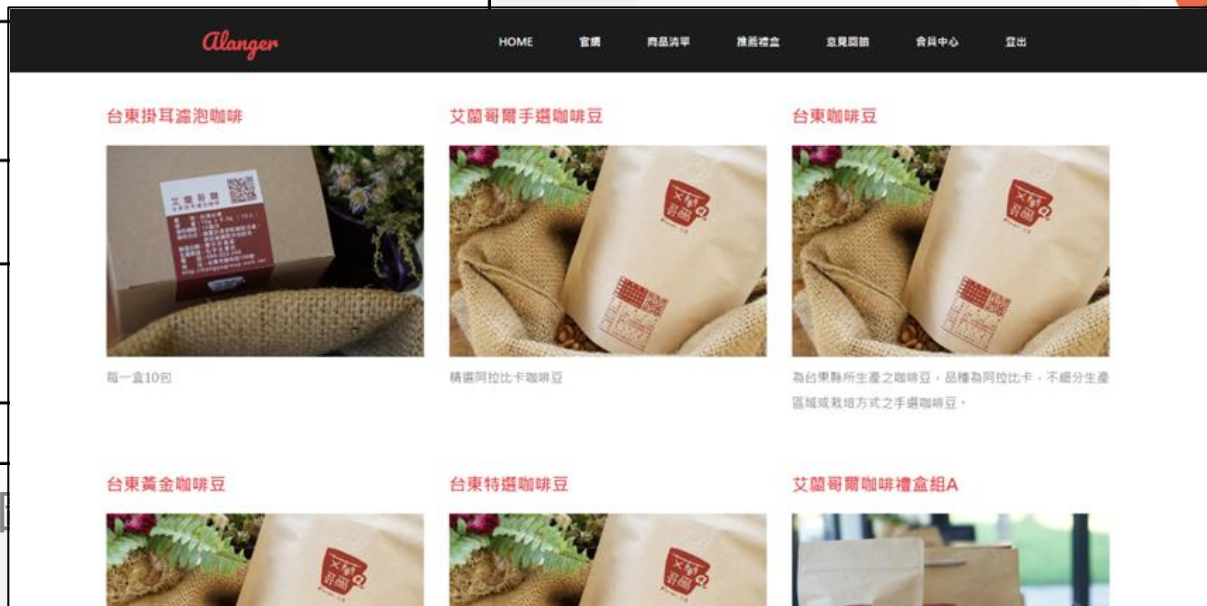 Alanger
HOME 官網 商品清單 推薦禮盒 意見回饋 會員中心 登出
台東掛耳濾泡咖啡 艾蘭哥爾手選咖啡豆 台東咖啡豆
艾蘭哥爾
每一盒10包 精選阿拉比卡咖啡豆 為台東縣所生產之咖啡豆，品種為阿拉比卡，不細分生產
區域或栽培方式之手選咖啡豆。
台東黃金咖啡豆 台東特選咖啡豆 艾蘭哥爾咖啡禮盒組A